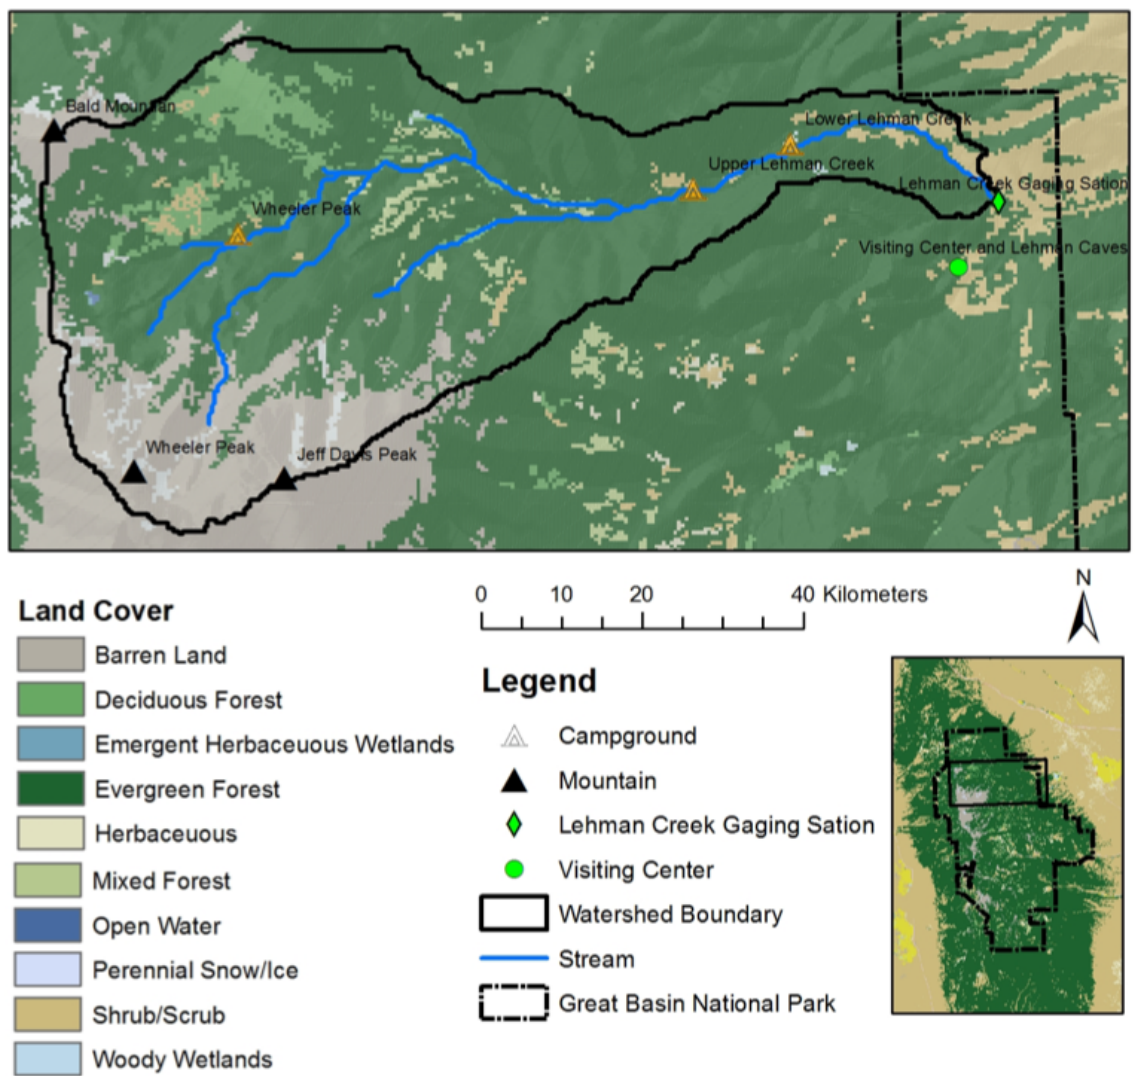 Bald Mountain
Lower Lehman Creek
Upper Lehman Creek
Lehman Creek Gaging Sation
Wheeler Peak
Visiting Center and Lehman Caves
Wheeler Peak
Jeff Davis Peak
0 10 20 40 Kilometers
N
Land Cover
Barren Land
Deciduous Forest
Emergent Herbaceuous Wetlands
Evergreen Forest
Herbaceuous
Mixed Forest
Open Water
Perennial Snow/Ice
Shrub/Scrub
Woody Wetlands
Legend
Campground
Mountain
Lehman Creek Gaging Sation
Visiting Center
Watershed Boundary
Stream
Great Basin National Park